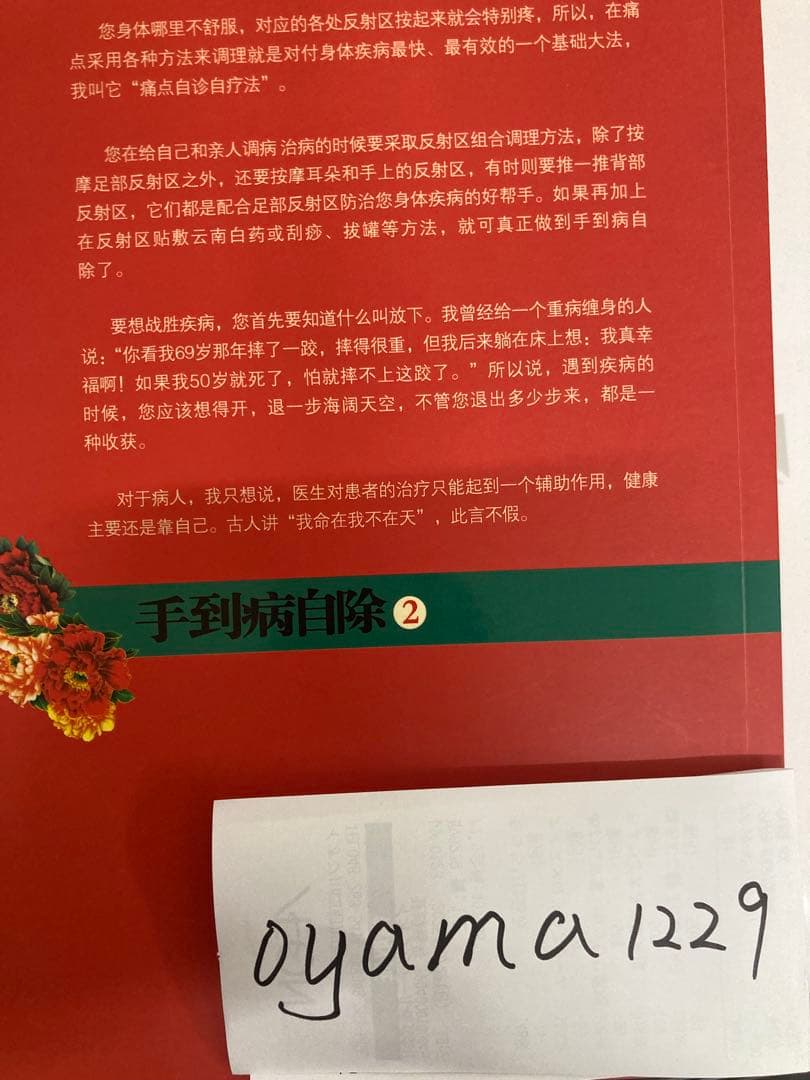 您身体哪里不舒服，对应的各处反射区按起来就会特别疼，所以，在痛
点采用各种方法来调理就是对付身体疾病最快、最有效的一个基础大法，
我叫它“痛点自诊自疗法”。
您在给自己和亲人调病 治病的时候要采取反射区组合调理方法，除了按
摩足部反射区之外，还要按摩耳朵和手上的反射区，有时则要推一推背部
反射区，它们都是配合足部反射区防治您身体疾病的好帮手。如果再加上
在反射区贴敷云南白药或刮痧、拔罐等方法，就可真正做到手到病自
除了。
要想战胜疾病，您首先要知道什么叫放下。我曾经给一个重病缠身的人
说：“你看我69岁那年摔了一跤，摔得很重，但我后来躺在床上想：我真幸
福啊！如果我50岁就死了，怕就摔不上这跤了。”所以说，遇到疾病的
时候，您应该想得开，退一步海阔天空，不管您退出多少步来，都是一
种收获。
对于病人，我只想说，医生对患者的治疗只能起到一个辅助作用，健康
主要还是靠自己。古人讲“我命在我不在天”，此言不假。
手到病自除2
oyama1229